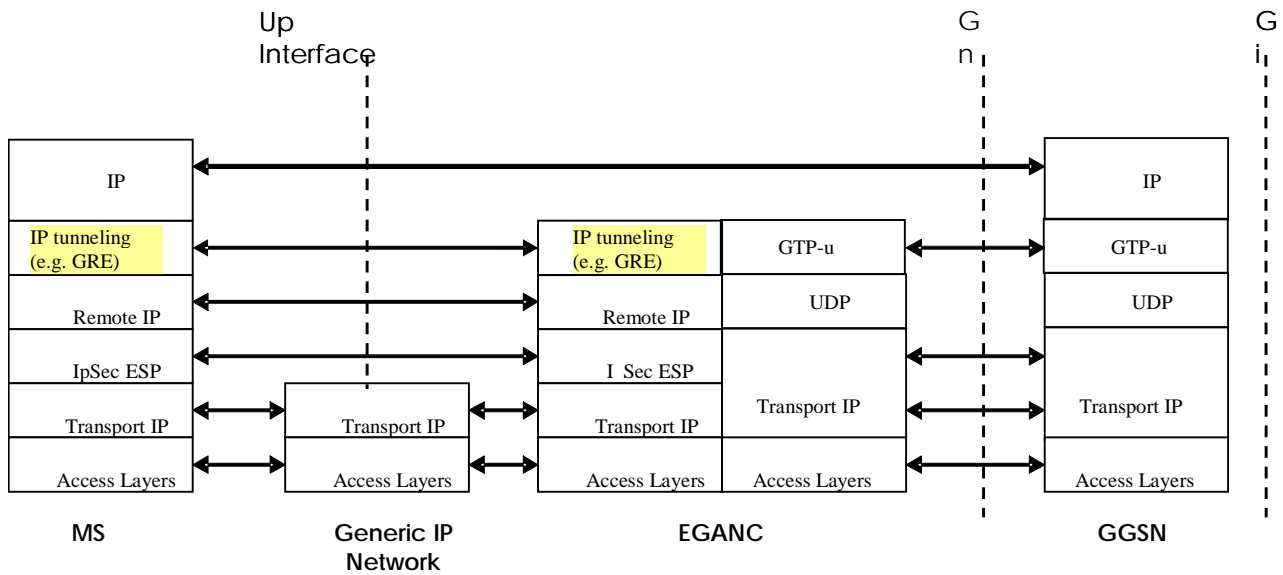 Up
Interface
G
n
G
i
IP
IP
IP tunneling
(e.g. GRE)
IP tunneling
(e.g. GRE)
GTP-u
GTP-u
Remote IP
Remote IP
UDP
UDP
IpSec ESP
I Sec ESP
Transport IP
Transport IP
Transport IP
Transport IP
Transport IP
Access Layers
Access Layers
Access Layers
Access Layers
Access Layers
MS
Generic IP
Network
EGANC
GGSN